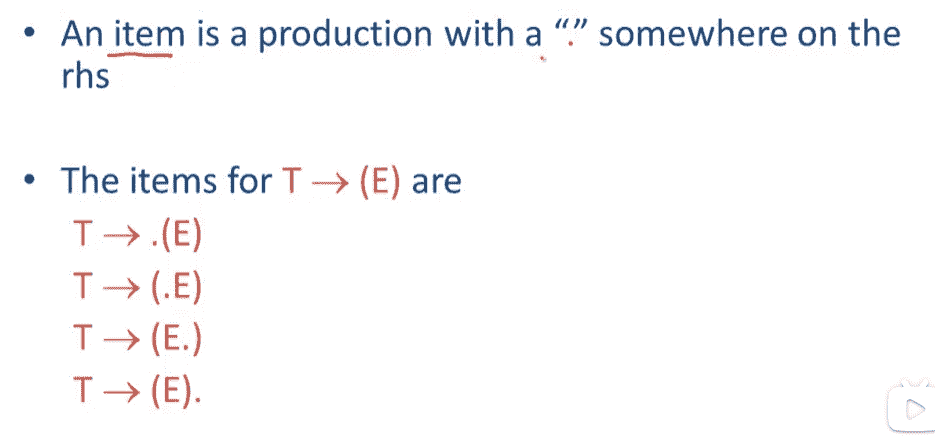 • An item is a production with a “.” somewhere on the
rhs
• The items for T → (E) are
T → .(E)
T → (.E)
T → (E.)
T → (E).